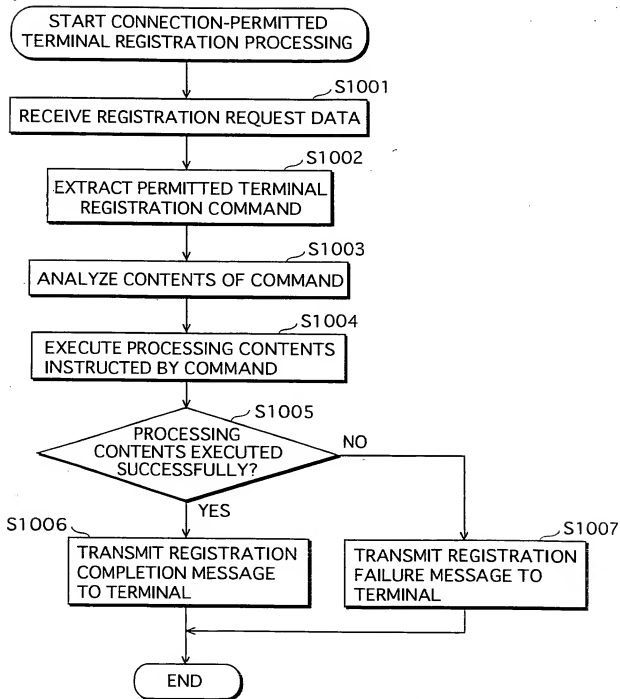 START CONNECTION-PERMITTED
TERMINAL REGISTRATION PROCESSING
S1001
RECEIVE REGISTRATION REQUEST DATA
S1002
EXTRACT PERMITTED TERMINAL
REGISTRATION COMMAND
S1003
ANALYZE CONTENTS OF COMMAND
S1004
EXECUTE PROCESSING CONTENTS
INSTRUCTED BY COMMAND
S1005
PROCESSING
CONTENTS EXECUTED
SUCCESSFULLY?
NO
YES
S1006
TRANSMIT REGISTRATION
COMPLETION MESSAGE
TO TERMINAL
S1007
TRANSMIT REGISTRATION
FAILURE MESSAGE TO
TERMINAL
END